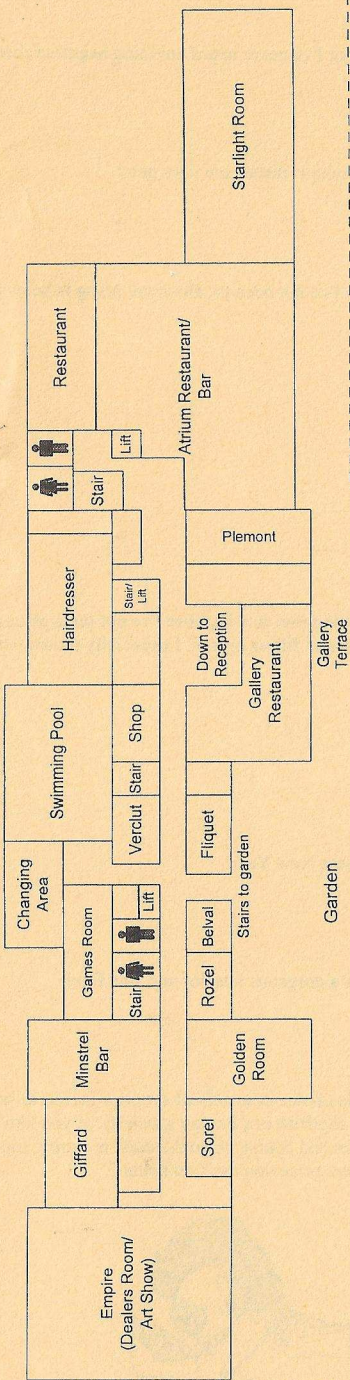 Empire
(Dealers Room/
Art Show)
Giffard
Minstrel
Bar
Sorel
Golden
Room
Changing
Area
Games Room
Stair
Lift
Rozel
Belval
Stairs to garden
Garden
Swimming Pool
Verclut
Stair
Shop
Fliquet
Gallery
Restaurant
Down to
Reception
Gallery
Terrace
Hairdresser
Stair/
Lift
Plemont
Stair
Lift
Restaurant
Atrium Restaurant/
Bar
Starlight Room